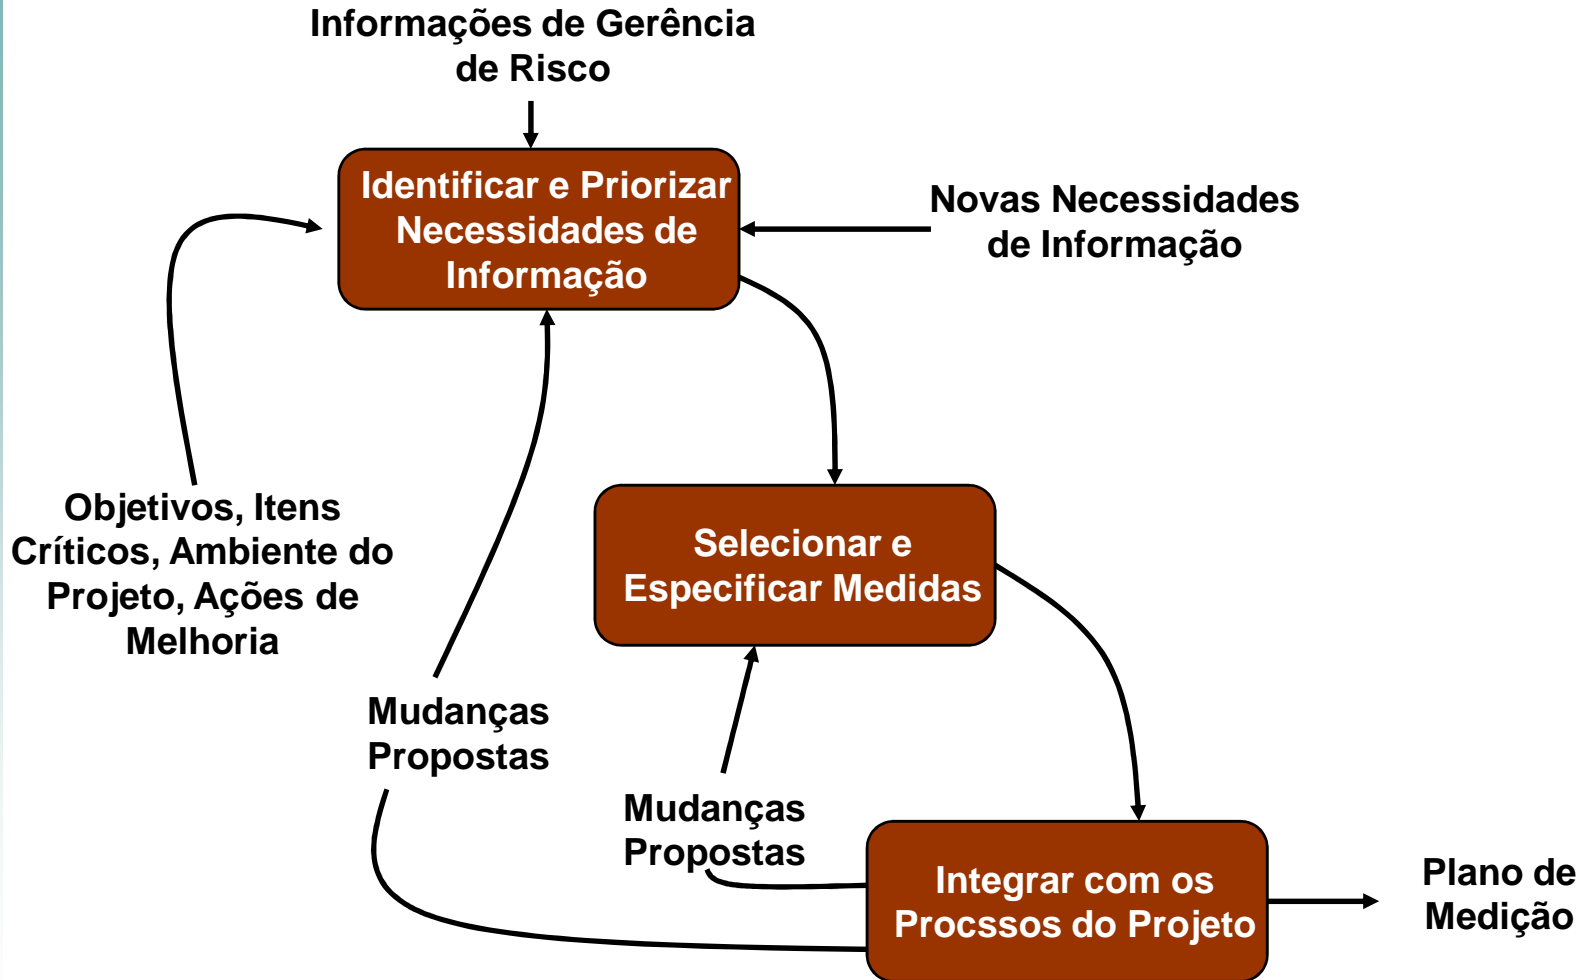 Informações de Gerência
de Risco
Identificar e Priorizar
Necessidades de
Informação
Novas Necessidades
de Informação
Objetivos, Itens
Críticos, Ambiente do
Projeto, Ações de
Melhoria
Selecionar e
Especificar Medidas
Mudanças
Propostas
Mudanças
Propostas
Integrar com os
Procssos do Projeto
Plano de
Medição